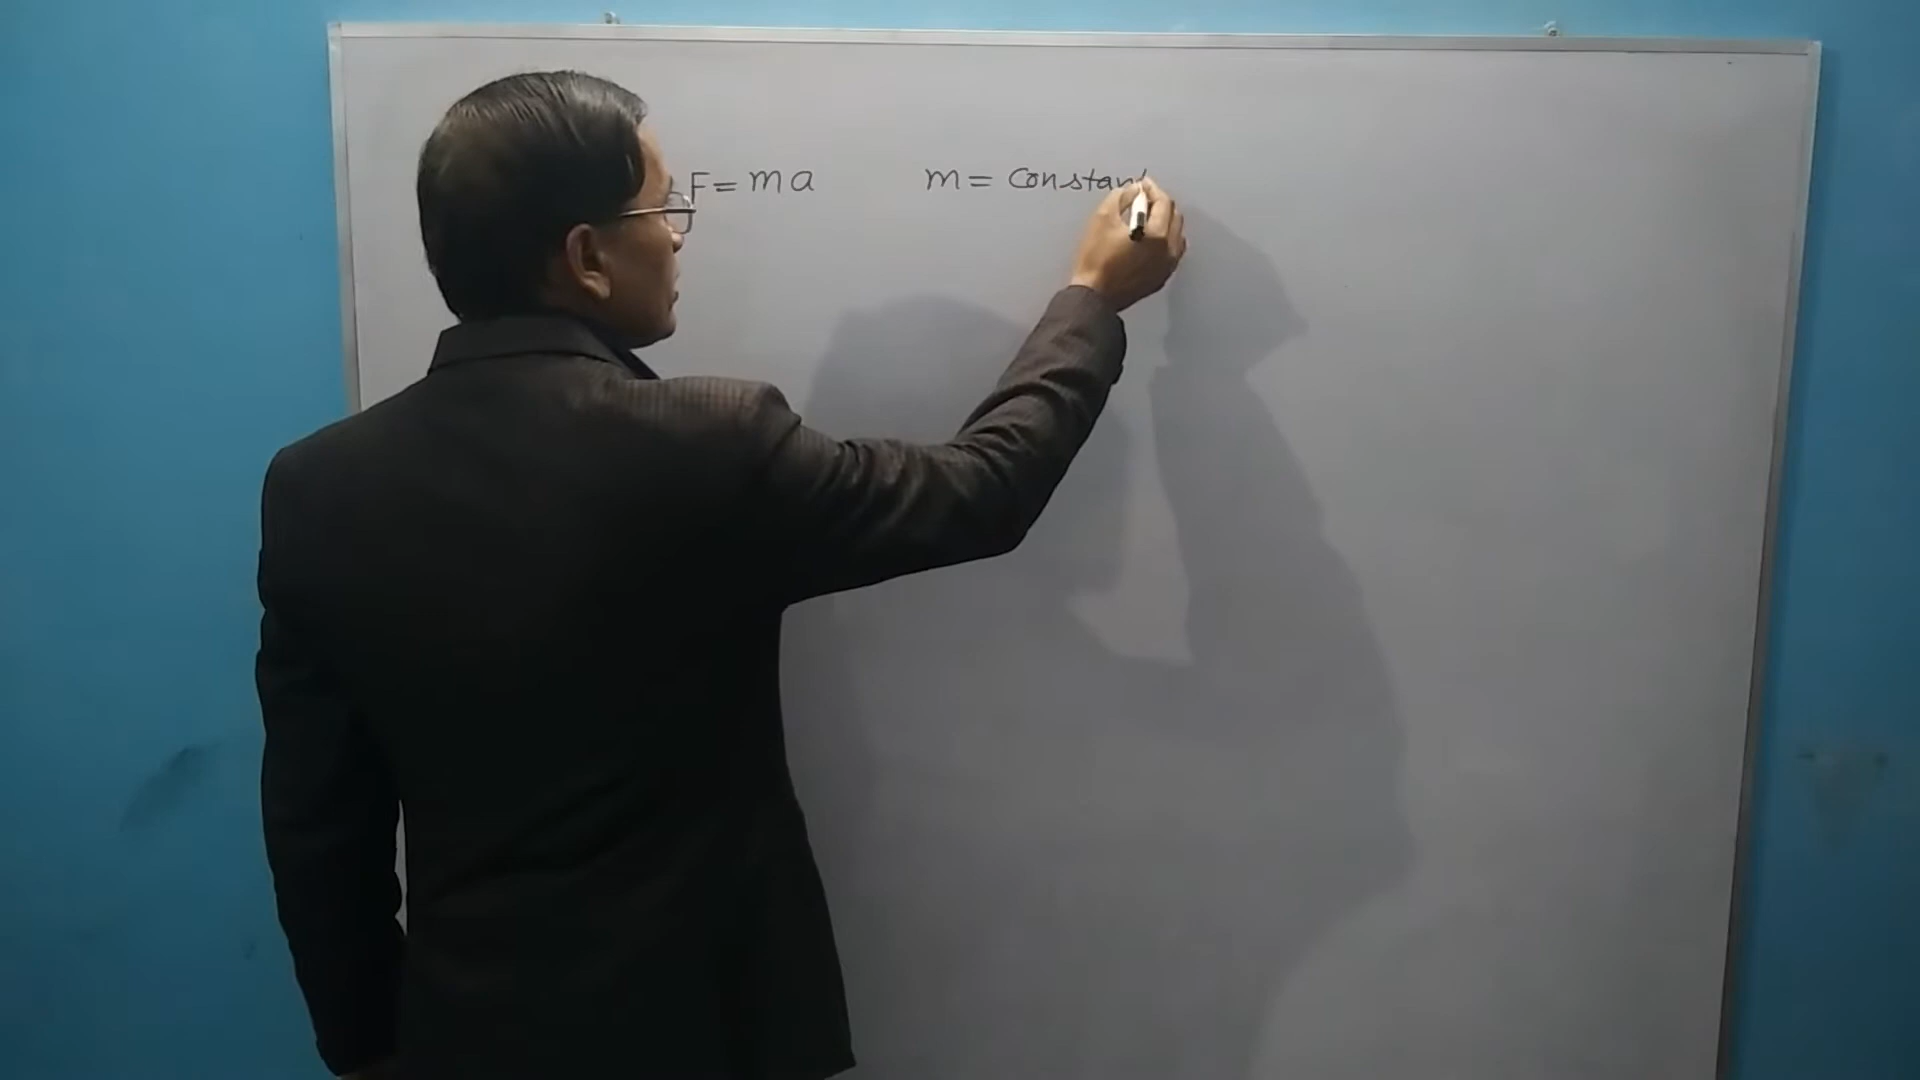 F = ma m = Constant